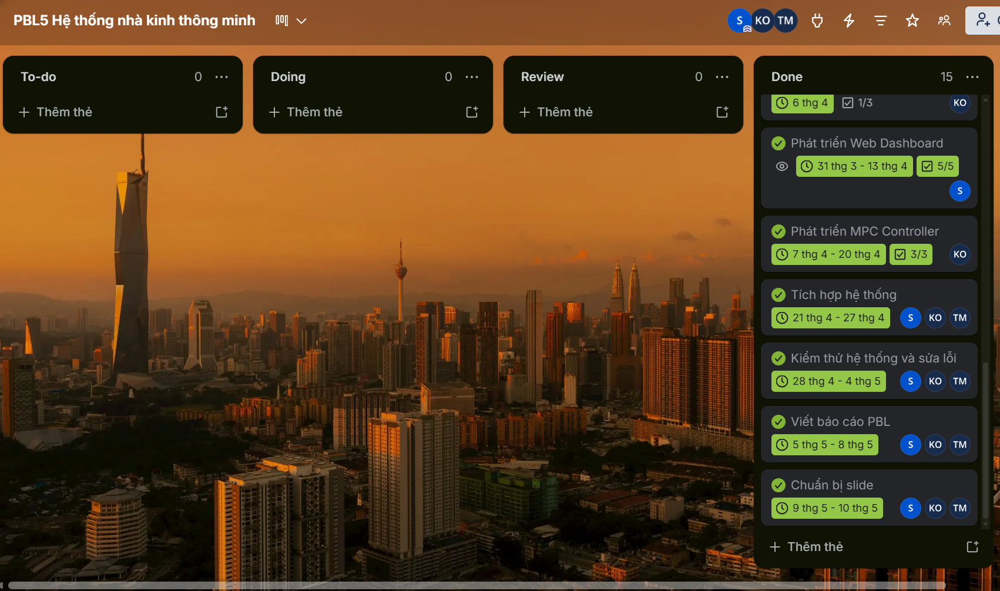 PBL5 Hệ thống nhà kinh thông minh
S KO TM
To-do 0
Thêm thẻ
Doing 0
Thêm thẻ
Review 0
Thêm thẻ
Done 15
6 thg 4 1/3 KO
Phát triển Web Dashboard
31 thg 3 - 13 thg 4 5/5
S
Phát triển MPC Controller
7 thg 4 - 20 thg 4 3/3 KO
Tích hợp hệ thống
21 thg 4 - 27 thg 4 S KO TM
Kiểm thử hệ thống và sửa lỗi
28 thg 4 - 4 thg 5 S KO TM
Viết báo cáo PBL
5 thg 5 - 8 thg 5 S KO TM
Chuẩn bị slide
9 thg 5 - 10 thg 5 S KO TM
Thêm thẻ